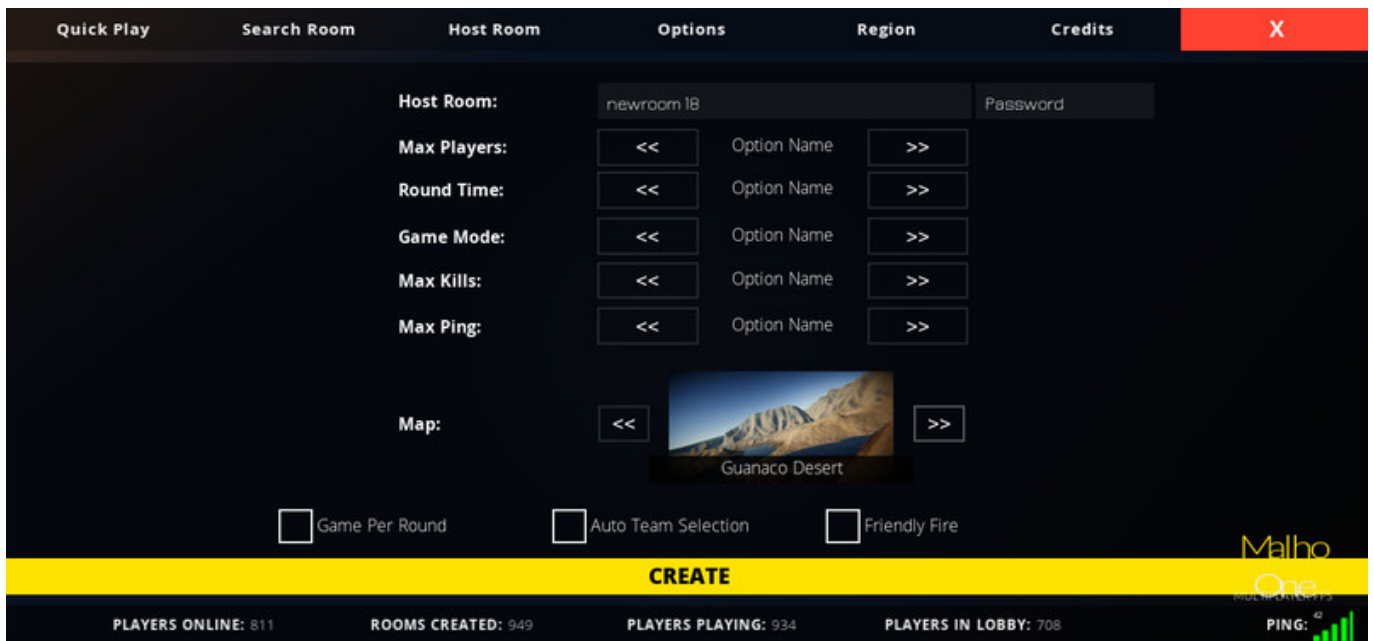 Quick Play Search Room Host Room Options Region Credits X
Host Room: newroom 18 Password
Max Players: << Option Name >>
Round Time: << Option Name >>
Game Mode: << Option Name >>
Max Kills: << Option Name >>
Max Ping: << Option Name >>
Map: << >>
Guanaco Desert
Game Per Round Auto Team Selection Friendly Fire
Malho
CREATE
One
MULTIPLAYER FPS
PLAYERS ONLINE: 811 ROOMS CREATED: 949 PLAYERS PLAYING: 934 PLAYERS IN LOBBY: 708 PING: 42